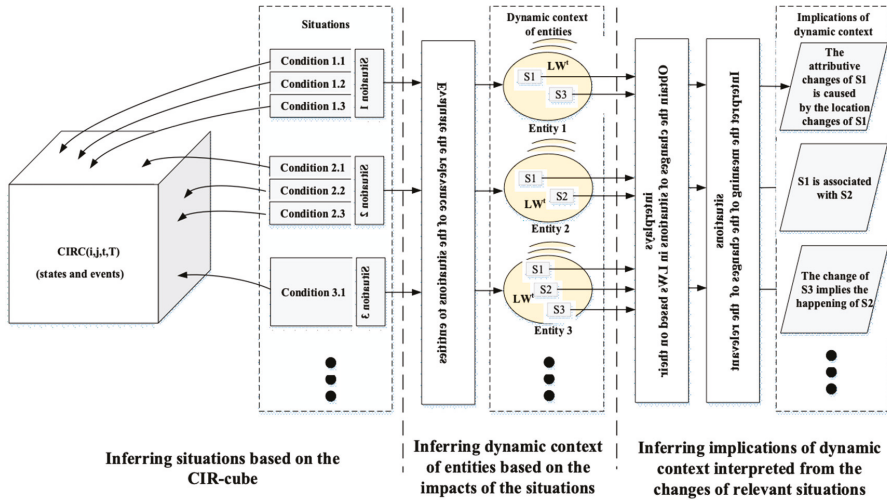 Situations
Condition 1.1
Condition 1.2
Condition 1.3
Situation 1
Condition 2.1
Condition 2.2
Condition 2.3
Situation 2
Condition 3.1
Situation 3
CIRC(i,j,t,T)
(states and events)
Evaluate the relevance of the situation to entities
Dynamic context
of entities
LWᵗ
S1
S3
Entity 1
S1
LWᵗ
S2
Entity 2
S1
S2
LWᵗ
S3
Entity 3
Obtain the changes of situation in LWs based on their
interplays
Interpret the meaning of the changes of the relevant
situations
Implications of
dynamic context
The
attributive
changes of S1
is caused
by the location
changes of S1
S1 is associated
with S2
The change of
S3 implies the
happening of S2
Inferring situations based on the
CIR-cube
Inferring dynamic context
of entities based on the
impacts of the situations
Inferring implications of dynamic
context interpreted from the
changes of relevant situations